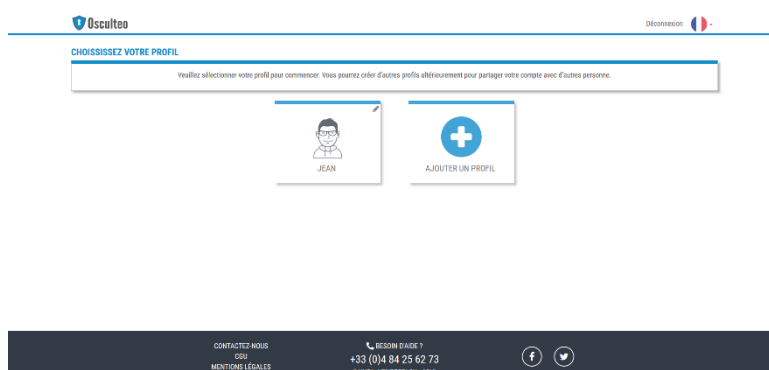 Osculteo
Déconnexion
CHOISSISSEZ VOTRE PROFIL
Veuillez sélectionner votre profil pour commencer. Vous pourrez créer d'autres profils altérieurement pour partager votre compte avec d'autres personne.
JEAN
AJOUTER UN PROFIL
CONTACTEZ-NOUS
CGU
MENTIONS LÉGALES
BESOIN D'AIDE ?
+33 (0)4 84 25 62 73